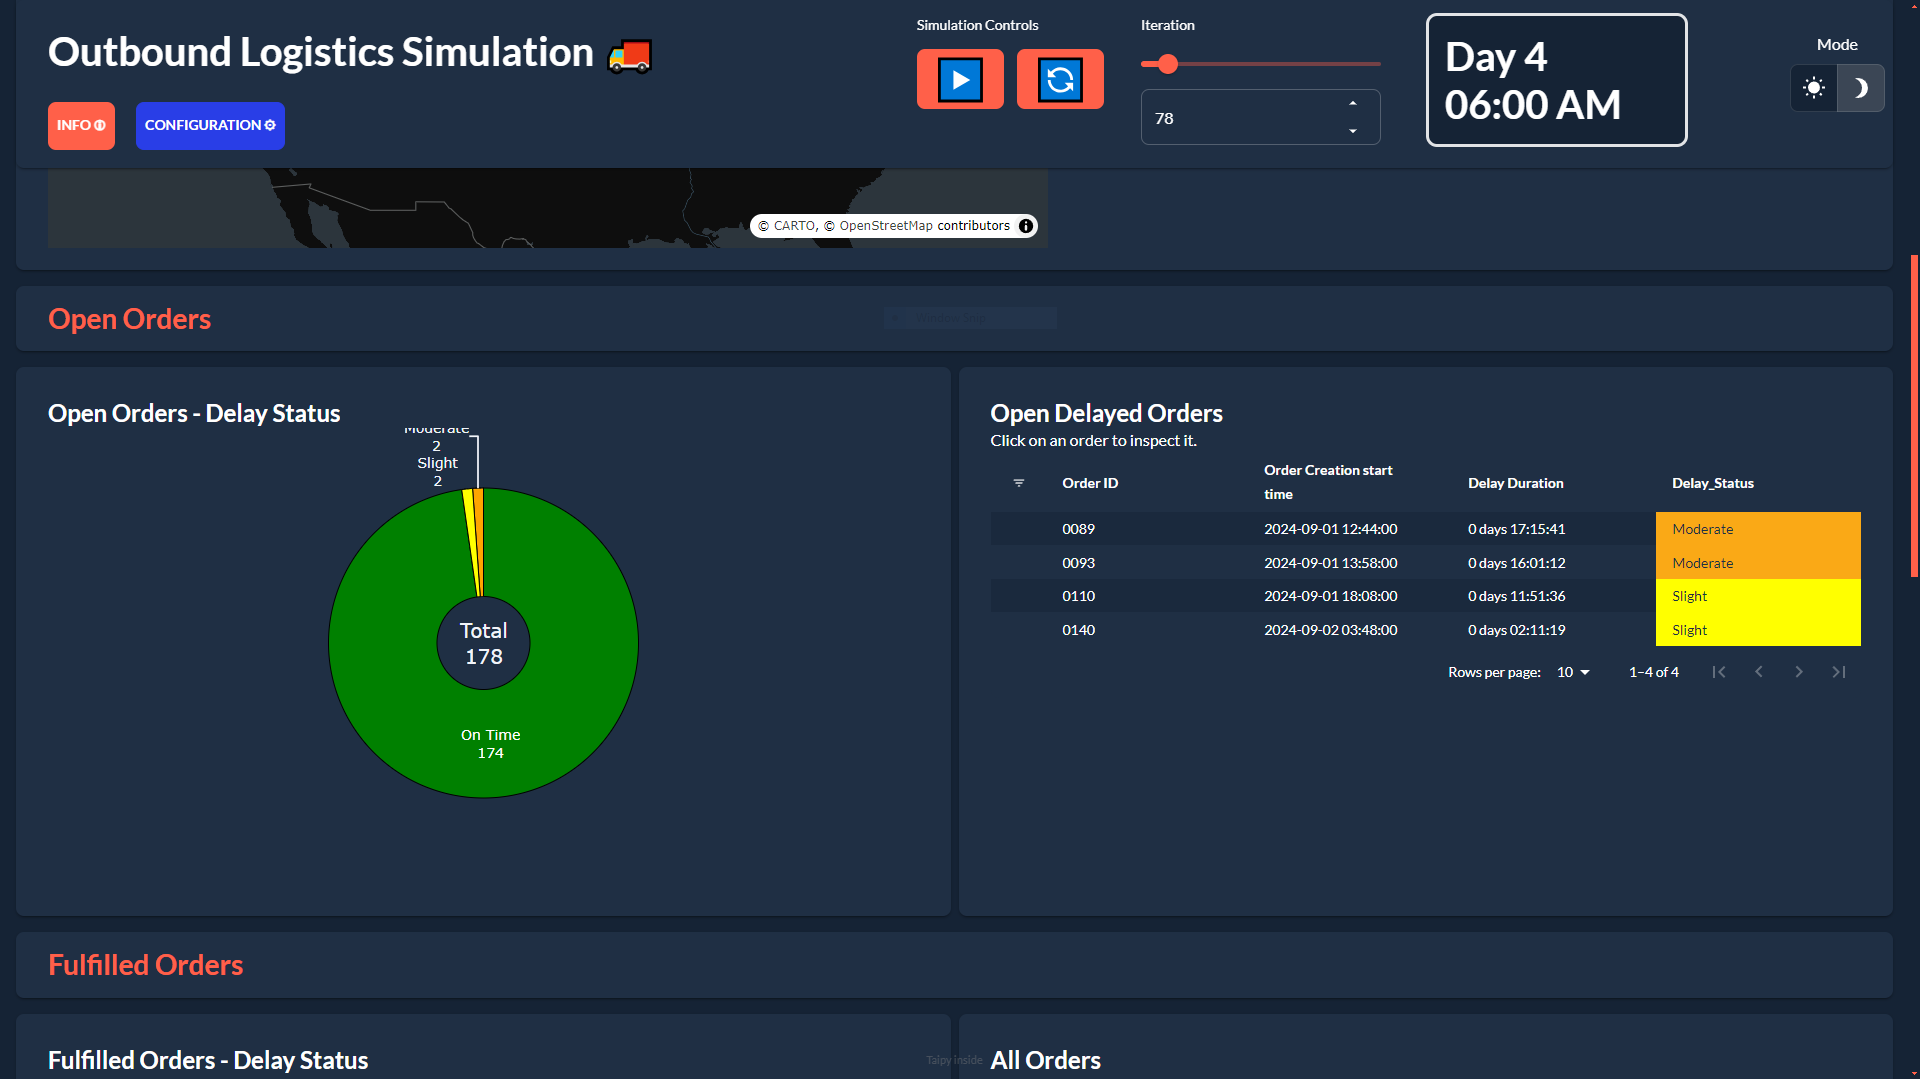 Outbound Logistics Simulation
INFO
CONFIGURATION
Simulation Controls
Iteration
78
Day 4
06:00 AM
Mode
© CARTO, © OpenStreetMap contributors
Open Orders
Window Snip
Open Orders - Delay Status
Moderate
2
Slight
2
Total
178
On Time
174
Open Delayed Orders
Click on an order to inspect it.
Order ID Order Creation start time Delay Duration Delay_Status
0089 2024-09-01 12:44:00 0 days 17:15:41 Moderate
0093 2024-09-01 13:58:00 0 days 16:01:12 Moderate
0110 2024-09-01 18:08:00 0 days 11:51:36 Slight
0140 2024-09-02 03:48:00 0 days 02:11:19 Slight
Rows per page: 10 1–4 of 4
Fulfilled Orders
Fulfilled Orders - Delay Status
Taipy inside
All Orders